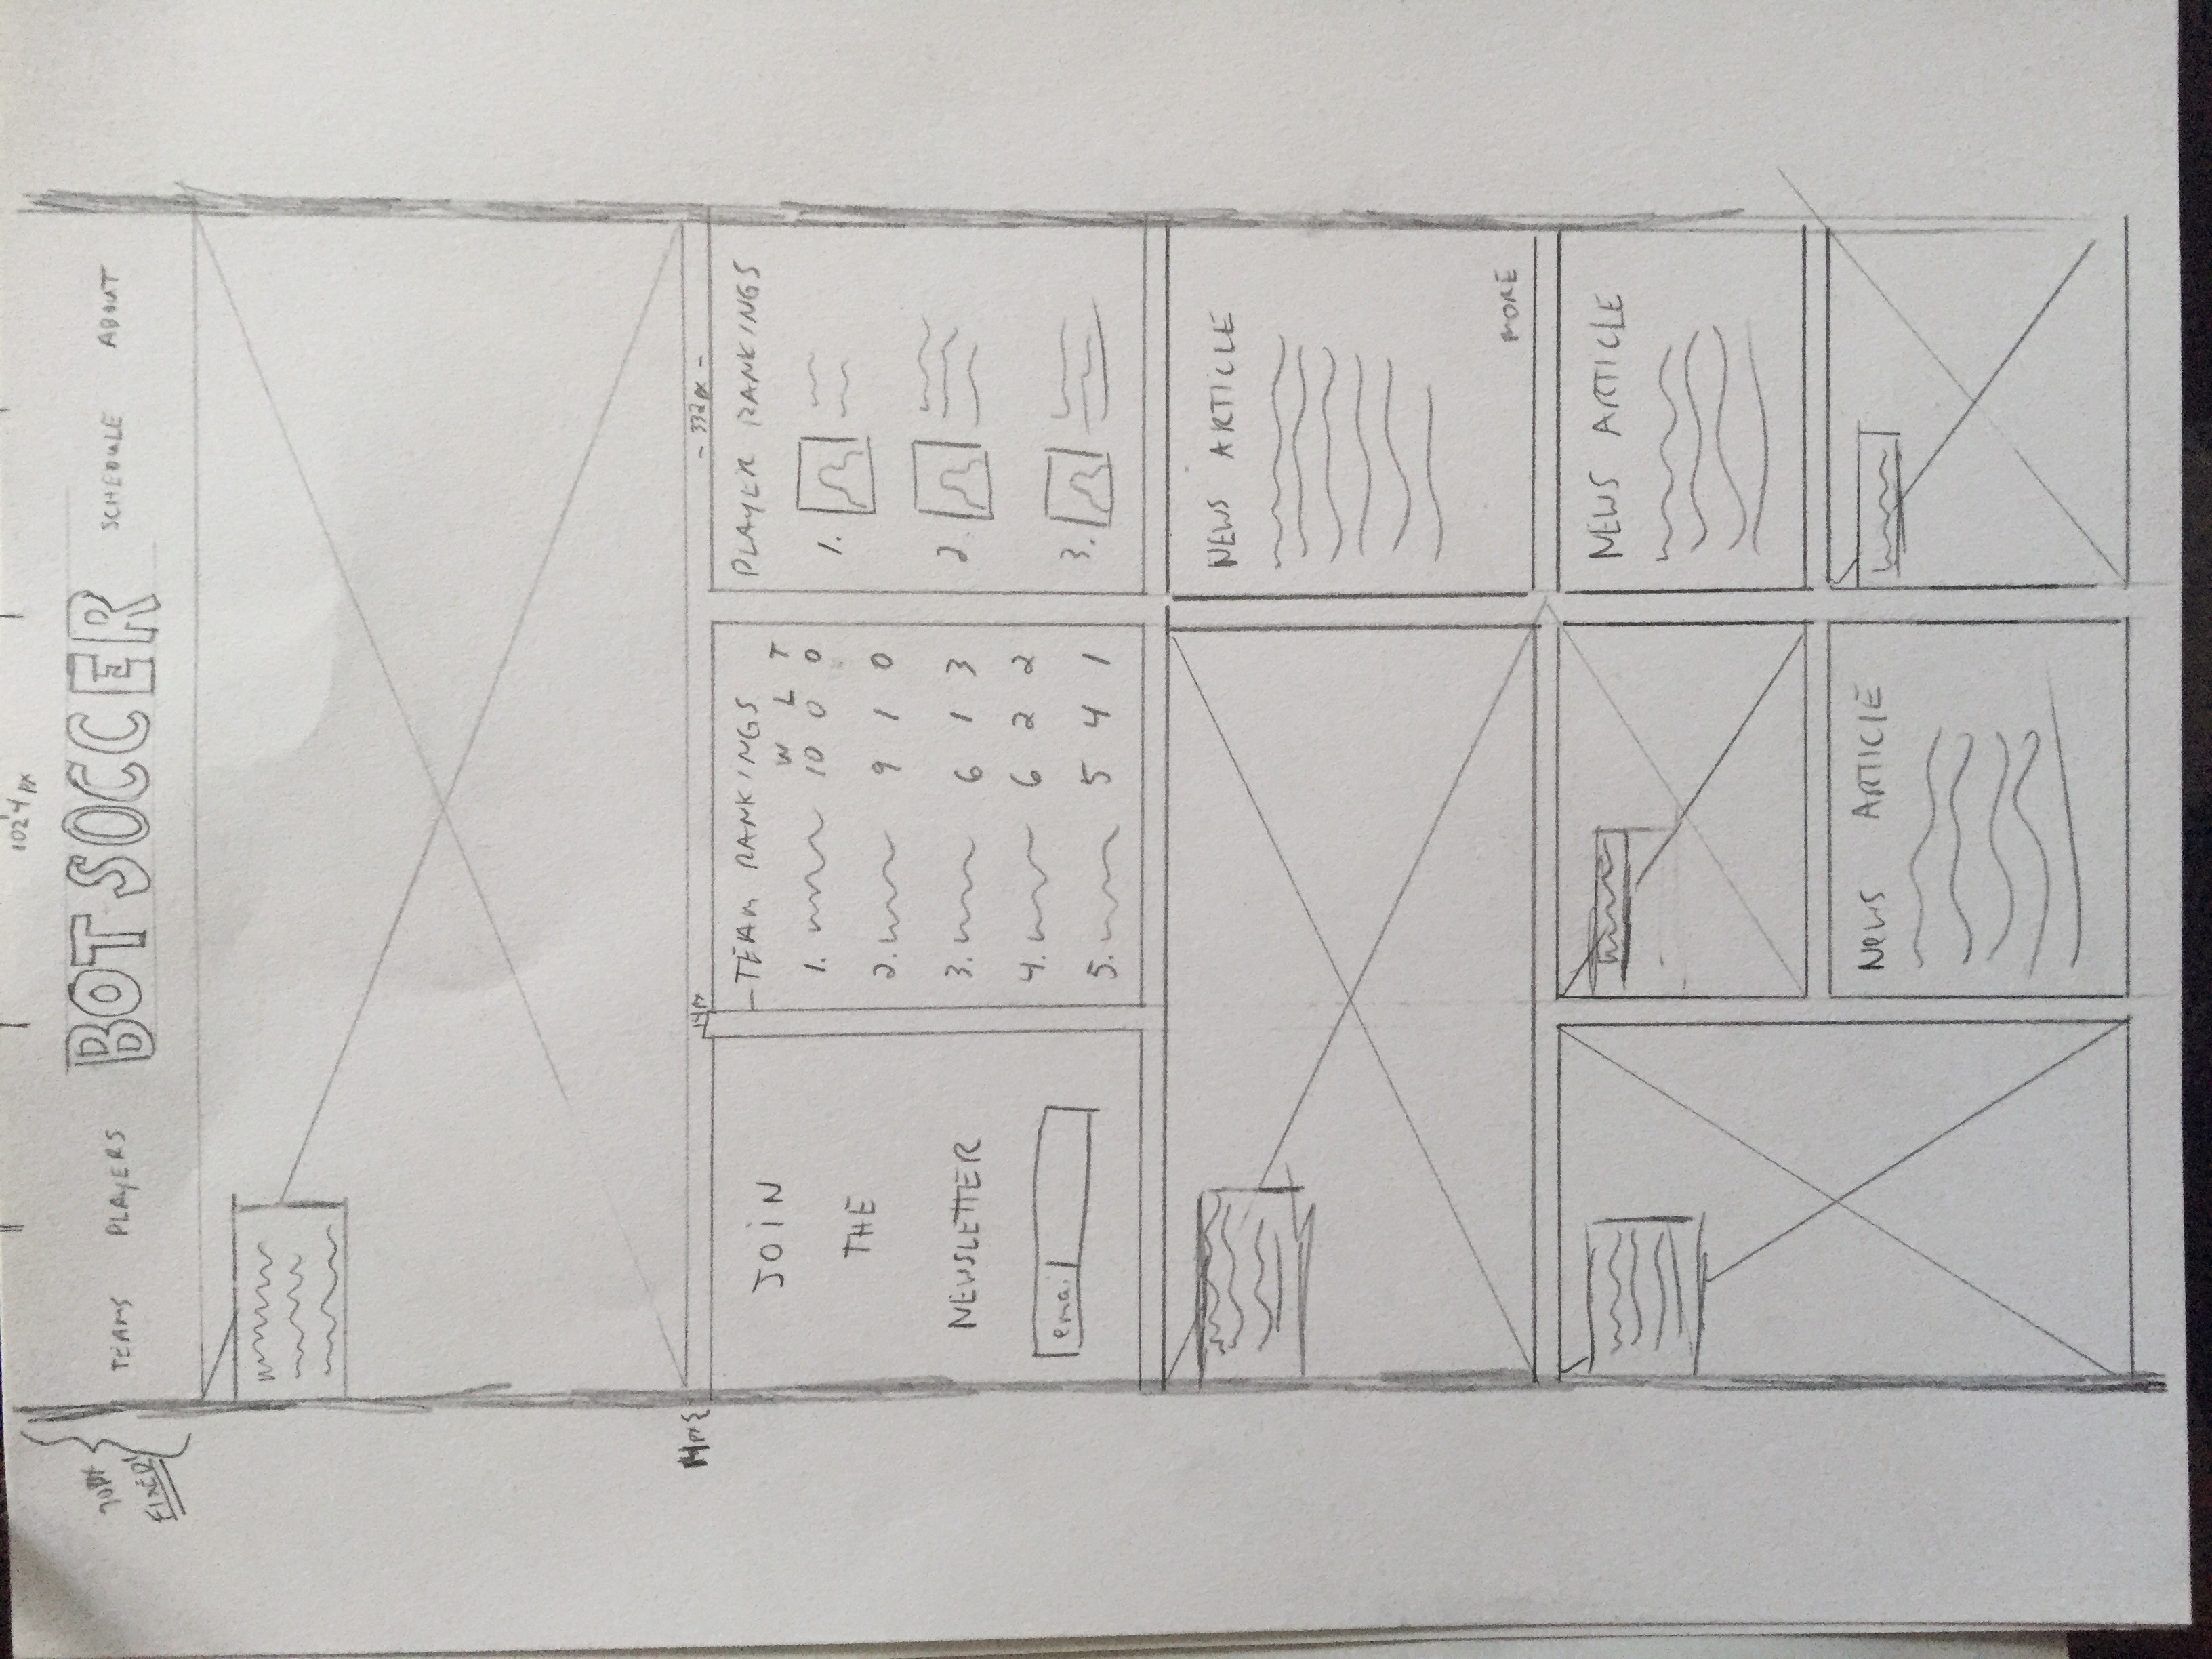 1024px
70px
FIXED!
TEAMS PLAYERS BOT SOCCER SCHEDULE ABOUT
14px
14px
- 332px -
JOIN
THE
NEWSLETTER
email
TEAM RANKINGS
W L T
1. 10 0 0
2. 9 1 0
3. 6 1 3
4. 6 2 2
5. 5 4 1
PLAYER RANKINGS
1.
2.
3.
NEWS ARTICLE
MORE
NEWS ARTICLE
NEWS ARTICLE